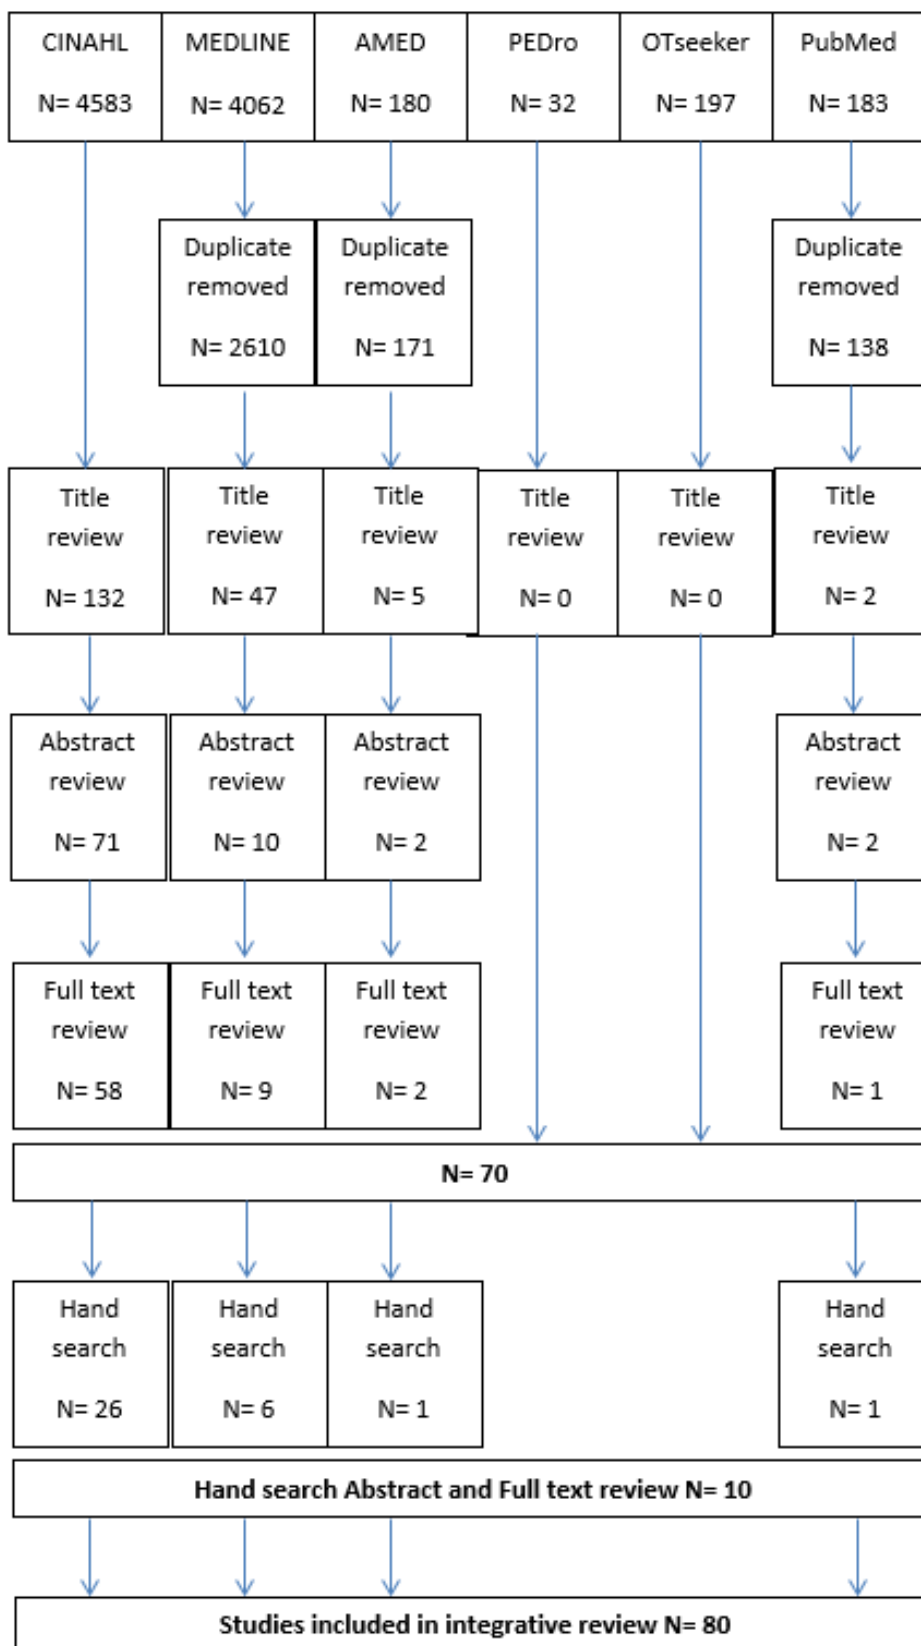 CINAHL
N= 4583
MEDLINE
N= 4062
AMED
N= 180
PEDro
N= 32
OTseeker
N= 197
PubMed
N= 183
Duplicate
removed
N= 2610
Duplicate
removed
N= 171
Duplicate
removed
N= 138
Title
review
N= 132
Title
review
N= 47
Title
review
N= 5
Title
review
N= 0
Title
review
N= 0
Title
review
N= 2
Abstract
review
N= 71
Abstract
review
N= 10
Abstract
review
N= 2
Abstract
review
N= 2
Full text
review
N= 58
Full text
review
N= 9
Full text
review
N= 2
Full text
review
N= 1
N= 70
Hand
search
N= 26
Hand
search
N= 6
Hand
search
N= 1
Hand
search
N= 1
Hand search Abstract and Full text review N= 10
Studies included in integrative review N= 80